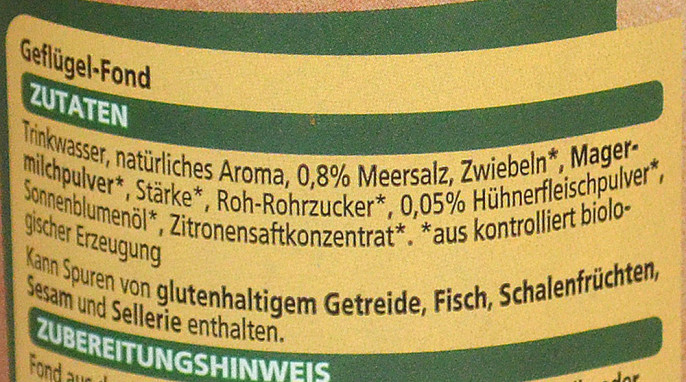 Geflügel-Fond
ZUTATEN
Trinkwasser, natürliches Aroma, 0,8% Meersalz, Zwiebeln*, Mager-
milchpulver*, Stärke*, Roh-Rohrzucker*, 0,05% Hühnerfleischpulver*,
Sonnenblumenöl*, Zitronensaftkonzentrat*. *aus kontrolliert biolo-
gischer Erzeugung
Kann Spuren von glutenhaltigem Getreide, Fisch, Schalenfrüchten,
Sesam und Sellerie enthalten.
ZUBEREITUNGSHINWEIS
Fond